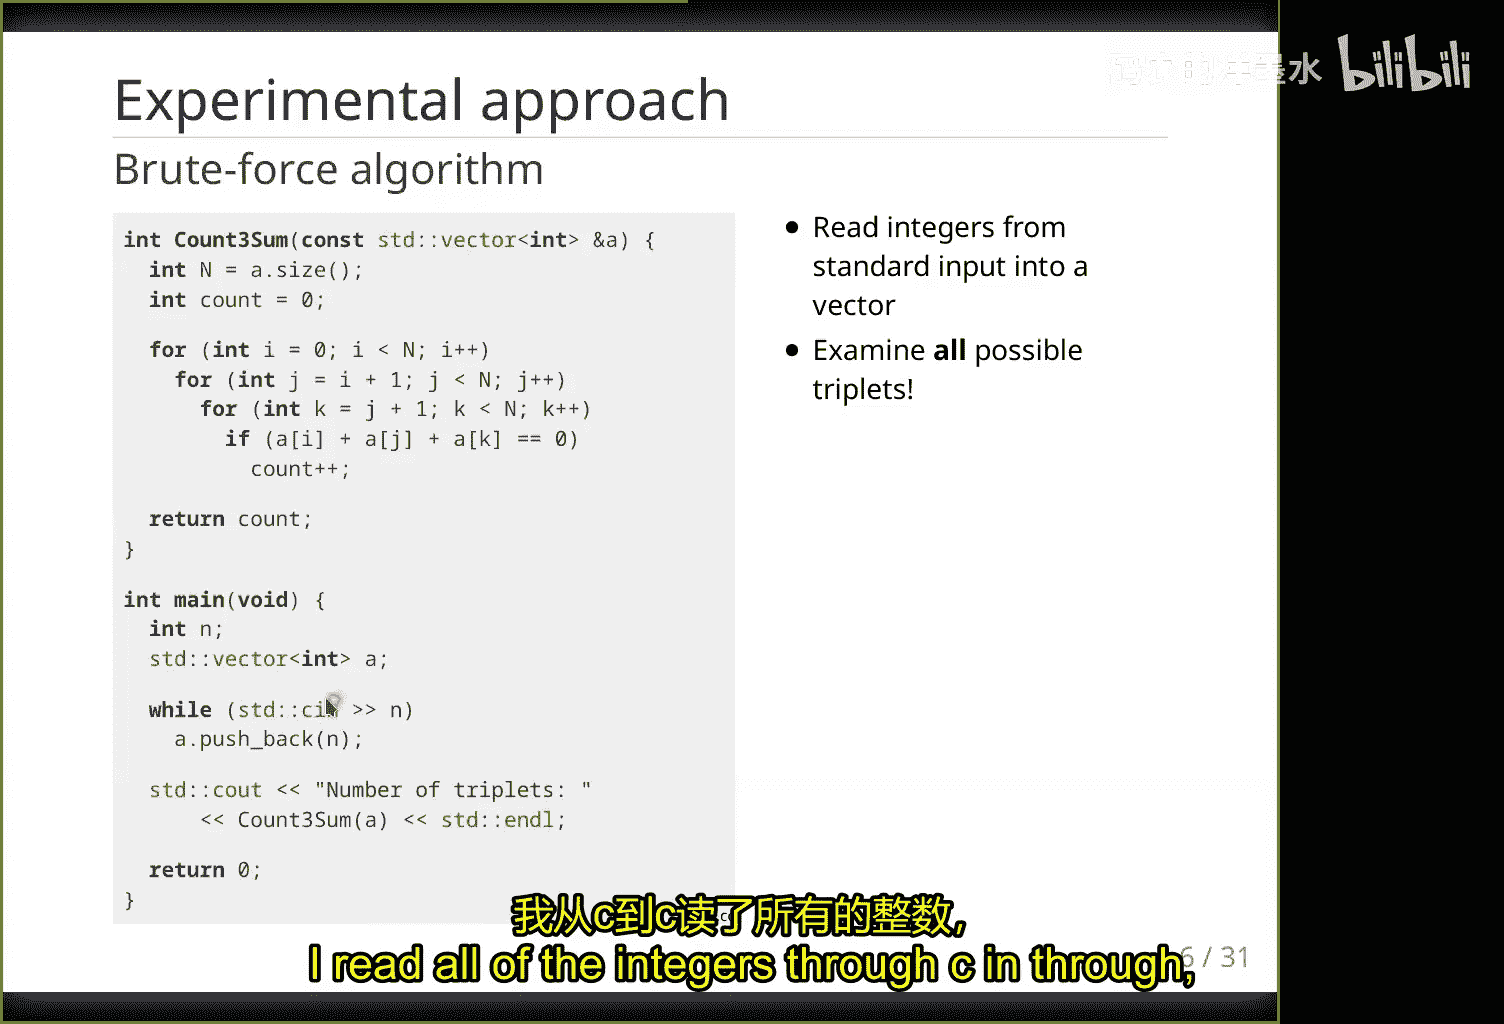 水 bilibili
Experimental approach
Brute-force algorithm
int Count3Sum(const std::vector<int> &a) {
int N = a.size();
int count = 0;
for (int i = 0; i < N; i++)
for (int j = i + 1; j < N; j++)
for (int k = j + 1; k < N; k++)
if (a[i] + a[j] + a[k] == 0)
count++;
return count;
}
int main(void) {
int n;
std::vector<int> a;
while (std::cin >> n)
a.push_back(n);
std::cout << "Number of triplets: "
<< Count3Sum(a) << std::endl;
return 0;
}
● Read integers from
standard input into a
vector
● Examine all possible
triplets!
我从c到c读了所有的整数,
I read all of the integers through c in through,
6 / 31